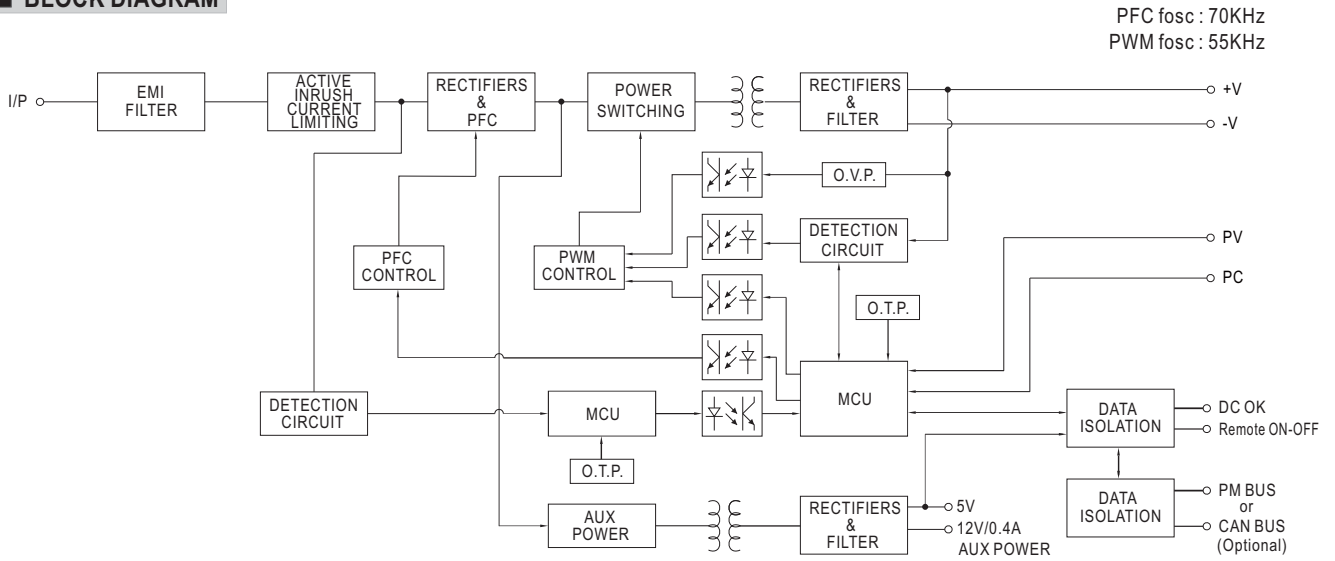 BLOCK DIAGRAM
PFC fosc : 70KHz
PWM fosc : 55KHz
I/P
EMI
FILTER
ACTIVE
INRUSH
CURRENT
LIMITING
RECTIFIERS
&
PFC
POWER
SWITCHING
RECTIFIERS
&
FILTER
+V
-V
O.V.P.
DETECTION
CIRCUIT
PFC
CONTROL
PWM
CONTROL
PV
PC
O.T.P.
MCU
DETECTION
CIRCUIT
MCU
O.T.P.
DATA
ISOLATION
DC OK
Remote ON-OFF
DATA
ISOLATION
PM BUS
or
CAN BUS
(Optional)
AUX
POWER
RECTIFIERS
&
FILTER
5V
12V/0.4A
AUX POWER